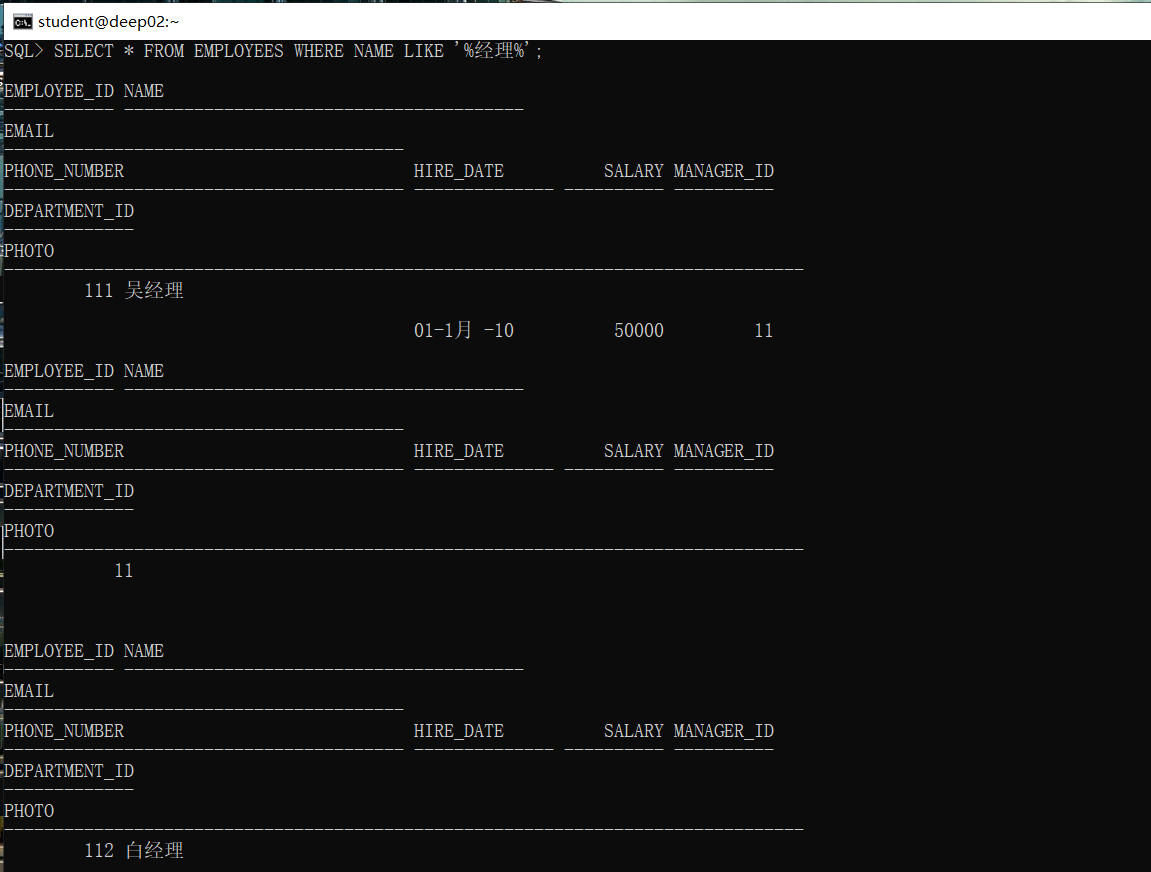 student@deep02:~
SQL> SELECT * FROM EMPLOYEES WHERE NAME LIKE '%经理%';
EMPLOYEE_ID NAME
----------- ----------------------------------------
EMAIL
----------------------------------------
PHONE_NUMBER                             HIRE_DATE          SALARY MANAGER_ID
---------------------------------------- -------------- ---------- ----------
DEPARTMENT_ID
-------------
PHOTO
--------------------------------------------------------------------------------
        111 吴经理
                                         01-1月 -10          50000         11
EMPLOYEE_ID NAME
----------- ----------------------------------------
EMAIL
----------------------------------------
PHONE_NUMBER                             HIRE_DATE          SALARY MANAGER_ID
---------------------------------------- -------------- ---------- ----------
DEPARTMENT_ID
-------------
PHOTO
--------------------------------------------------------------------------------
           11
EMPLOYEE_ID NAME
----------- ----------------------------------------
EMAIL
----------------------------------------
PHONE_NUMBER                             HIRE_DATE          SALARY MANAGER_ID
---------------------------------------- -------------- ---------- ----------
DEPARTMENT_ID
-------------
PHOTO
--------------------------------------------------------------------------------
        112 白经理